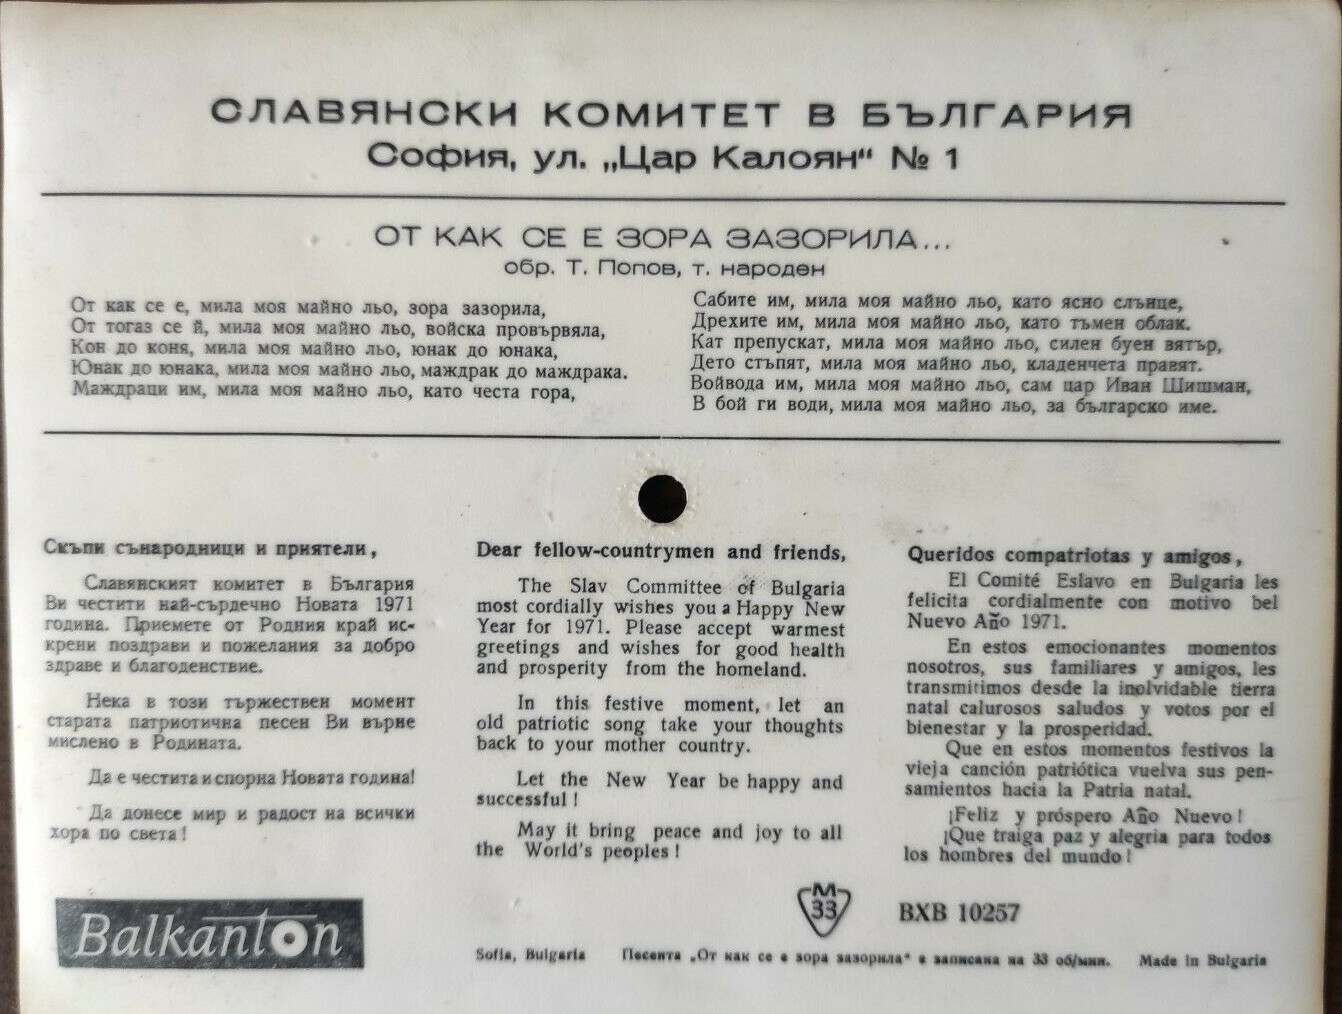 СЛАВЯНСКИ КОМИТЕТ В БЪЛГАРИЯ
София, ул. „Цар Калоян“ № 1
ОТ КАК СЕ Е ЗОРА ЗАЗОРИЛА...
обр. Т. Попов, т. народен
От как се е, мила моя майно льо, зора зазорила,
От тогаз се й, мила моя майно льо, войска провървяла,
Кон до коня, мила моя майно льо, юнак до юнака,
Юнак до юнака, мила моя майно льо, маждрак до маждрака.
Маждраци им, мила моя майно льо, като честа гора,
Сабите им, мила моя майно льо, като ясно слънце,
Дрехите им, мила моя майно льо, като тъмен облак.
Кат препускат, мила моя майно льо, силен буен вятър,
Дето стъпят, мила моя майно льо, кладенчета правят.
Войвода им, мила моя майно льо, сам цар Иван Шишман,
В бой ги води, мила моя майно льо, за българско име.
Скъпи сънародници и приятели,
Славянският комитет в България
Ви честити най-сърдечно Новата 1971
година. Приемете от Родния край ис-
крени поздрави и пожелания за добро
здраве и благоденствие.
Нека в този тържествен момент
старата патриотична песен Ви върне
мислено в Родината.
Да е честита и спорна Новата година!
Да донесе мир и радост на всички
хора по света!
Dear fellow-countrymen and friends,
The Slav Committee of Bulgaria
most cordially wishes you a Happy New
Year for 1971. Please accept warmest
greetings and wishes for good health
and prosperity from the homeland.
In this festive moment, let an
old patriotic song take your thoughts
back to your mother country.
Let the New Year be happy and
successful!
May it bring peace and joy to all
the World's peoples!
Queridos compatriotas y amigos,
El Comité Eslavo en Bulgaria les
felicita cordialmente con motivo bel
Nuevo Año 1971.
En estos emocionantes momentos
nosotros, sus familiares y amigos, les
transmitimos desde la inolvidable tierra
natal calurosos saludos y votos por el
bienestar y la prosperidad.
Que en estos momentos festivos la
vieja canción patriótica vuelva sus pen-
samientos hacia la Patria natal.
¡Feliz y próspero Año Nuevo!
¡Que traiga paz y alegria para todos
los hombres del mundo!
Balkanton
М
33
ВХВ 10257
Sofia, Bulgaria Песента „От как се е зора зазорила“ е записана на 33 об/мин. Made in Bulgaria